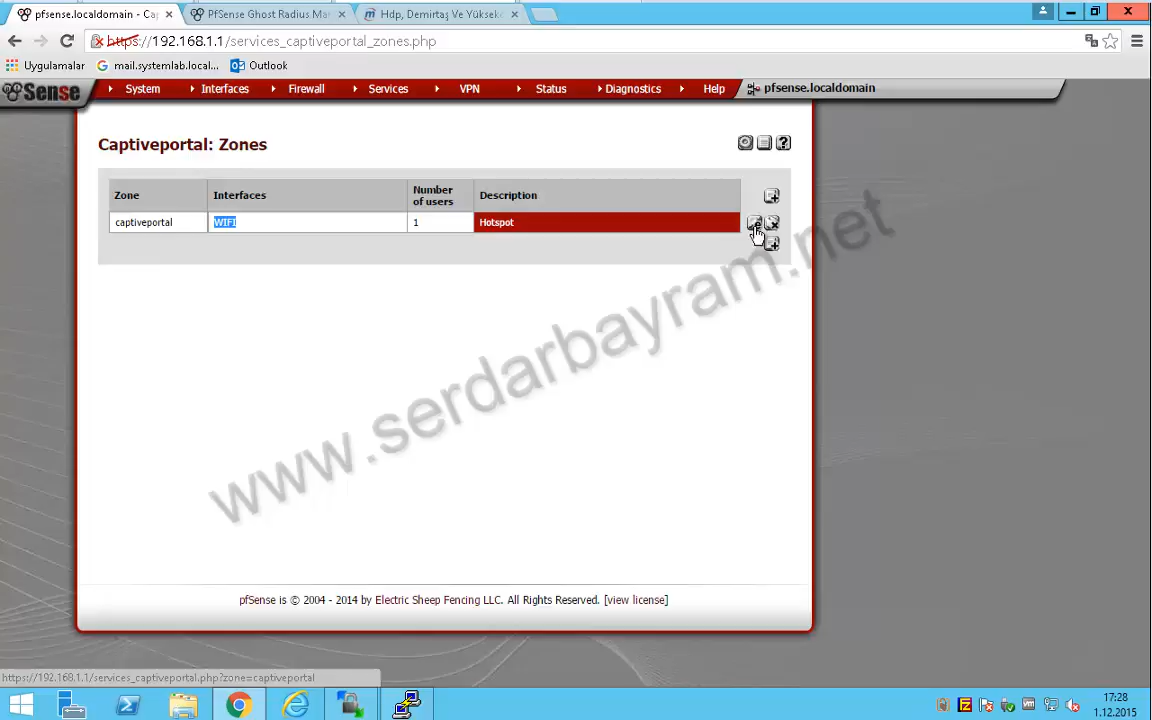 pfsense.localdomain - Ca
PfSense Ghost Radius Mar
Hdp, Demirtaş Ve Yüksek
https://192.168.1.1/services_captiveportal_zones.php
Uygulamalar
mail.systemlab.local...
Outlook
Sense
System
Interfaces
Firewall
Services
VPN
Status
Diagnostics
Help
pfsense.localdomain
Captiveportal: Zones
Zone
Interfaces
Number
of users
Description
captiveportal
WIFI
1
Hotspot
www.serdarbayram.net
pfSense is © 2004 - 2014 by Electric Sheep Fencing LLC. All Rights Reserved. [view license]
https://192.168.1.1/services_captiveportal.php?zone=captiveportal
17:28
1.12.2015